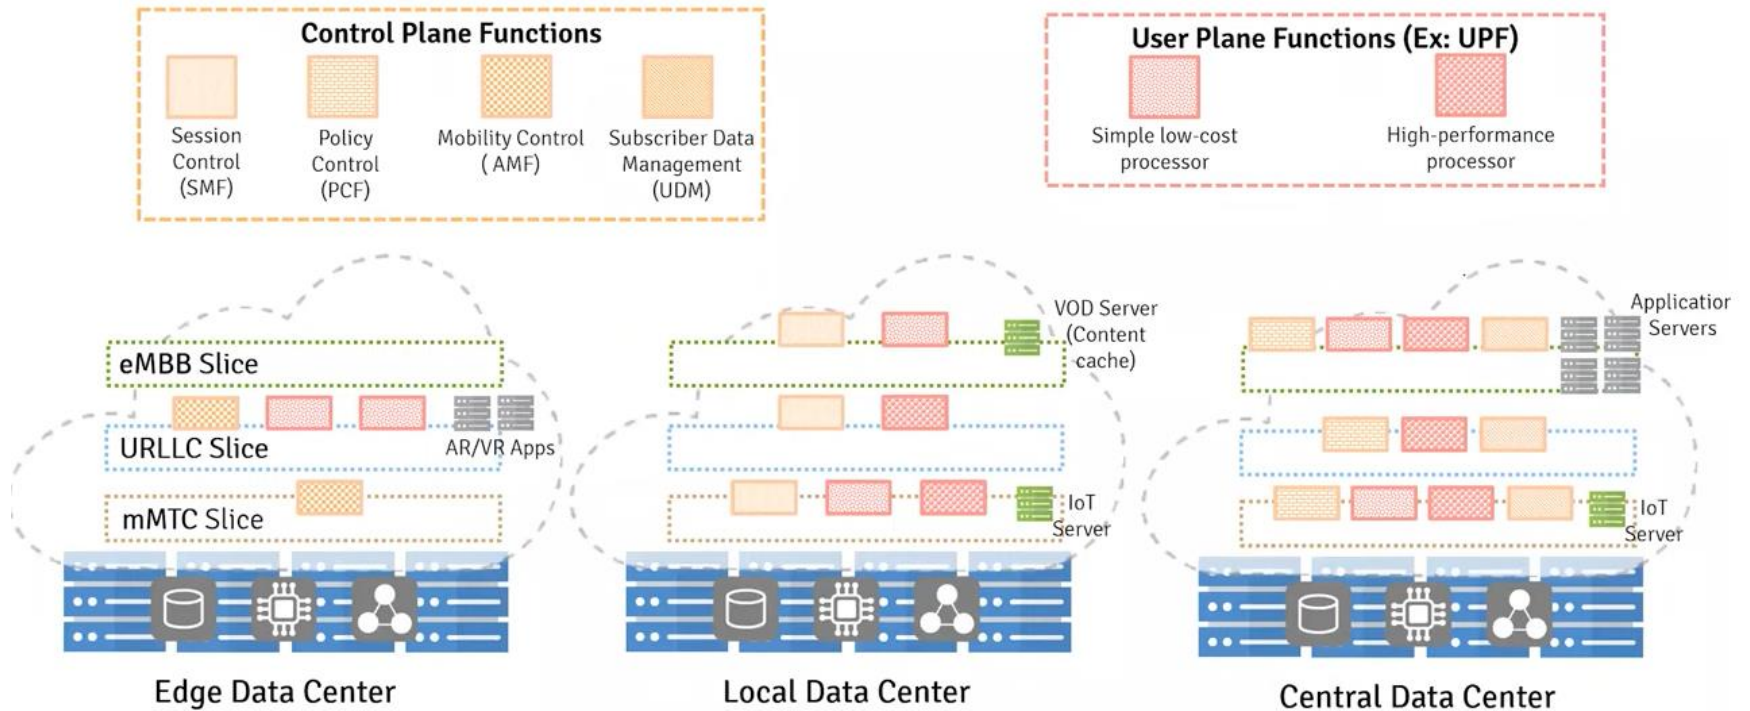 Control Plane Functions
Session
Control
(SMF)
Policy
Control
(PCF)
Mobility Control
( AMF)
Subscriber Data
Management
(UDM)
User Plane Functions (Ex: UPF)
Simple low-cost
processor
High-performance
processor
eMBB Slice
URLLC Slice
AR/VR Apps
mMTC Slice
Edge Data Center
VOD Server
(Content
cache)
IoT
Server
Local Data Center
Applicatior
Servers
IoT
Server
Central Data Center